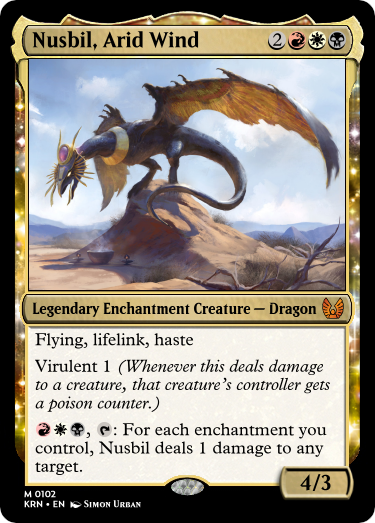 Nusbil, Arid Wind 2
Legendary Enchantment Creature — Dragon
Flying, lifelink, haste
Virulent 1 (Whenever this deals damage
to a creature, that creature's controller gets
a poison counter.)
, : For each enchantment you
control, Nusbil deals 1 damage to any
target.
4/3
M 0102
KRN • EN Simon Urban